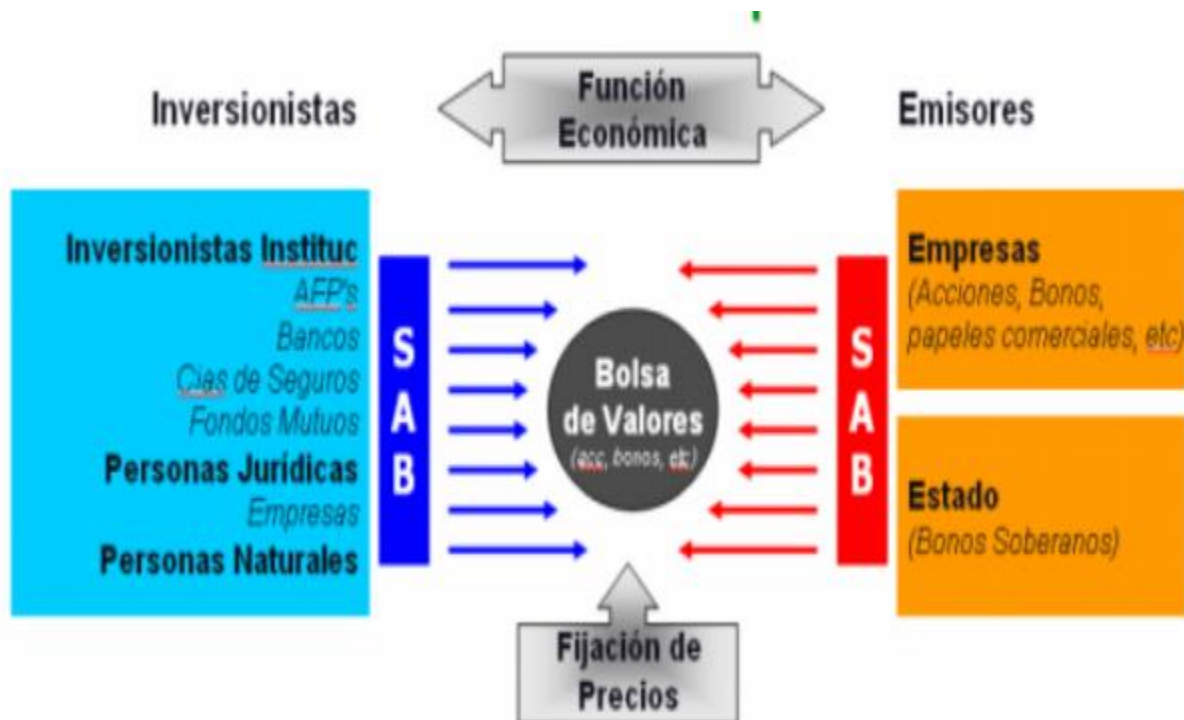 Función
Económica
Inversionistas
Emisores
Inversionistas Instituc
AFP's
Bancos
Cias de Seguros
Fondos Mutuos
Personas Jurídicas
Empresas
Personas Naturales
S
A
B
Bolsa
de Valores
(acc, bonos, etc)
S
A
B
Empresas
(Acciones, Bonos,
papeles comerciales, etc)
Estado
(Bonos Soberanos)
Fijación de
Precios